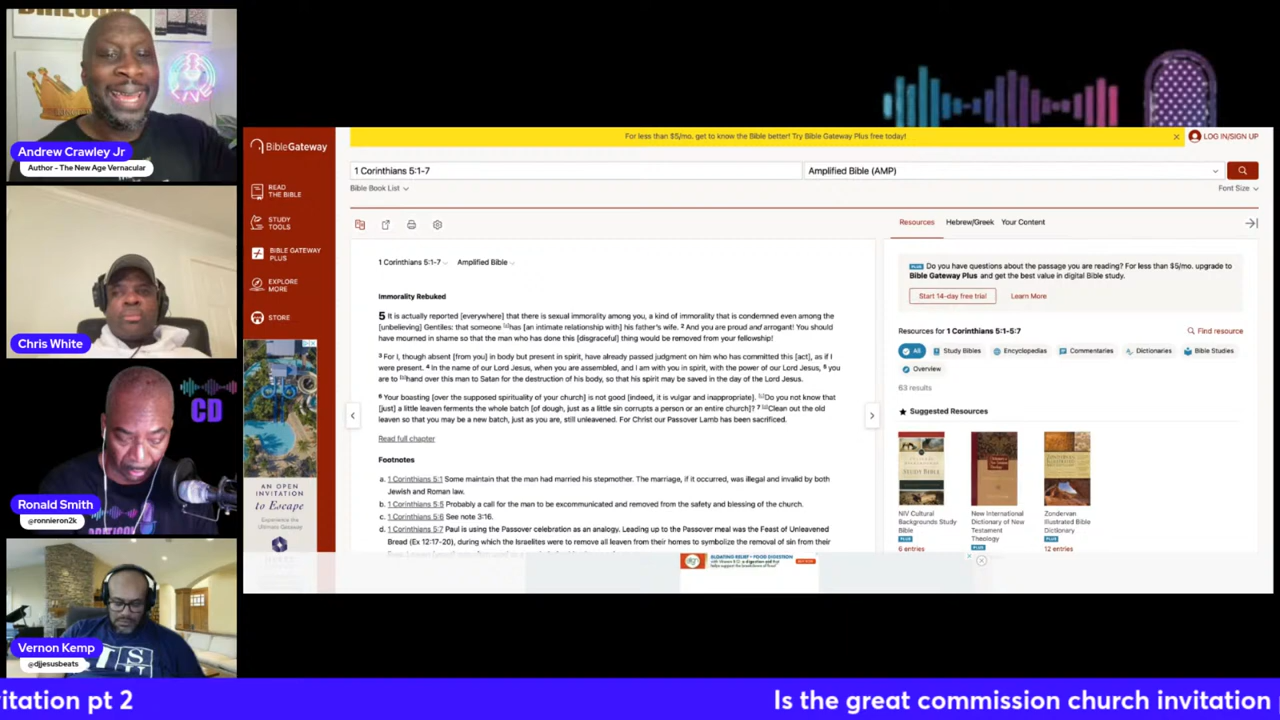 Andrew Crawley Jr
Author - The New Age Vernacular
Chris White
CD
Ronald Smith
@ronnieron2k
Vernon Kemp
@djjesusbeats
BibleGateway
READ
THE BIBLE
STUDY
TOOLS
BIBLE GATEWAY
PLUS
EXPLORE
MORE
STORE
AN OPEN
INVITATION
to Escape
Experience the
Ultimate Gateway
For less than $5/mo. get to know the Bible better! Try Bible Gateway Plus free today!
LOG IN/SIGN UP
1 Corinthians 5:1-7
Amplified Bible (AMP)
Bible Book List
Font Size
1 Corinthians 5:1-7 Amplified Bible
Immorality Rebuked
5 It is actually reported [everywhere] that there is sexual immorality among you, a kind of immorality that is condemned even among the
[unbelieving] Gentiles: that someone [a]has [an intimate relationship with] his father's wife. 2 And you are proud and arrogant! You should
have mourned in shame so that the man who has done this [disgraceful] thing would be removed from your fellowship!
3 For I, though absent [from you] in body but present in spirit, have already passed judgment on him who has committed this [act], as if I
were present. 4 In the name of our Lord Jesus, when you are assembled, and I am with you in spirit, with the power of our Lord Jesus, 5 you
are to [b]hand over this man to Satan for the destruction of his body, so that his spirit may be saved in the day of the Lord Jesus.
6 Your boasting [over the supposed spirituality of your church] is not good [indeed, it is vulgar and inappropriate]. [c]Do you not know that
[just] a little leaven ferments the whole batch [of dough, just as a little sin corrupts a person or an entire church]? 7 [d]Clean out the old
leaven so that you may be a new batch, just as you are, still unleavened. For Christ our Passover Lamb has been sacrificed.
Read full chapter
Footnotes
a. 1 Corinthians 5:1 Some maintain that the man had married his stepmother. The marriage, if it occurred, was illegal and invalid by both
Jewish and Roman law.
b. 1 Corinthians 5:5 Probably a call for the man to be excommunicated and removed from the safety and blessing of the church.
c. 1 Corinthians 5:6 See note 3:16.
d. 1 Corinthians 5:7 Paul is using the Passover celebration as an analogy. Leading up to the Passover meal was the Feast of Unleavened
Bread (Ex 12:17-20), during which the Israelites were to remove all leaven from their homes to symbolize the removal of sin from their
Resources Hebrew/Greek Your Content
PLUS Do you have questions about the passage you are reading? For less than $5/mo. upgrade to
Bible Gateway Plus and get the best value in digital Bible study.
Start 14-day free trial Learn More
Resources for 1 Corinthians 5:1-5:7
Find resource
All Study Bibles Encyclopedias Commentaries Dictionaries Bible Studies
Overview
63 results
Suggested Resources
NIV Cultural
Backgrounds Study
Bible
PLUS
6 entries
New International
Dictionary of New
Testament
Theology
PLUS
Zondervan
Illustrated Bible
Dictionary
PLUS
12 entries
BLOATING RELIEF + FOOD DIGESTION
vitation pt 2
Is the great commission church invitation